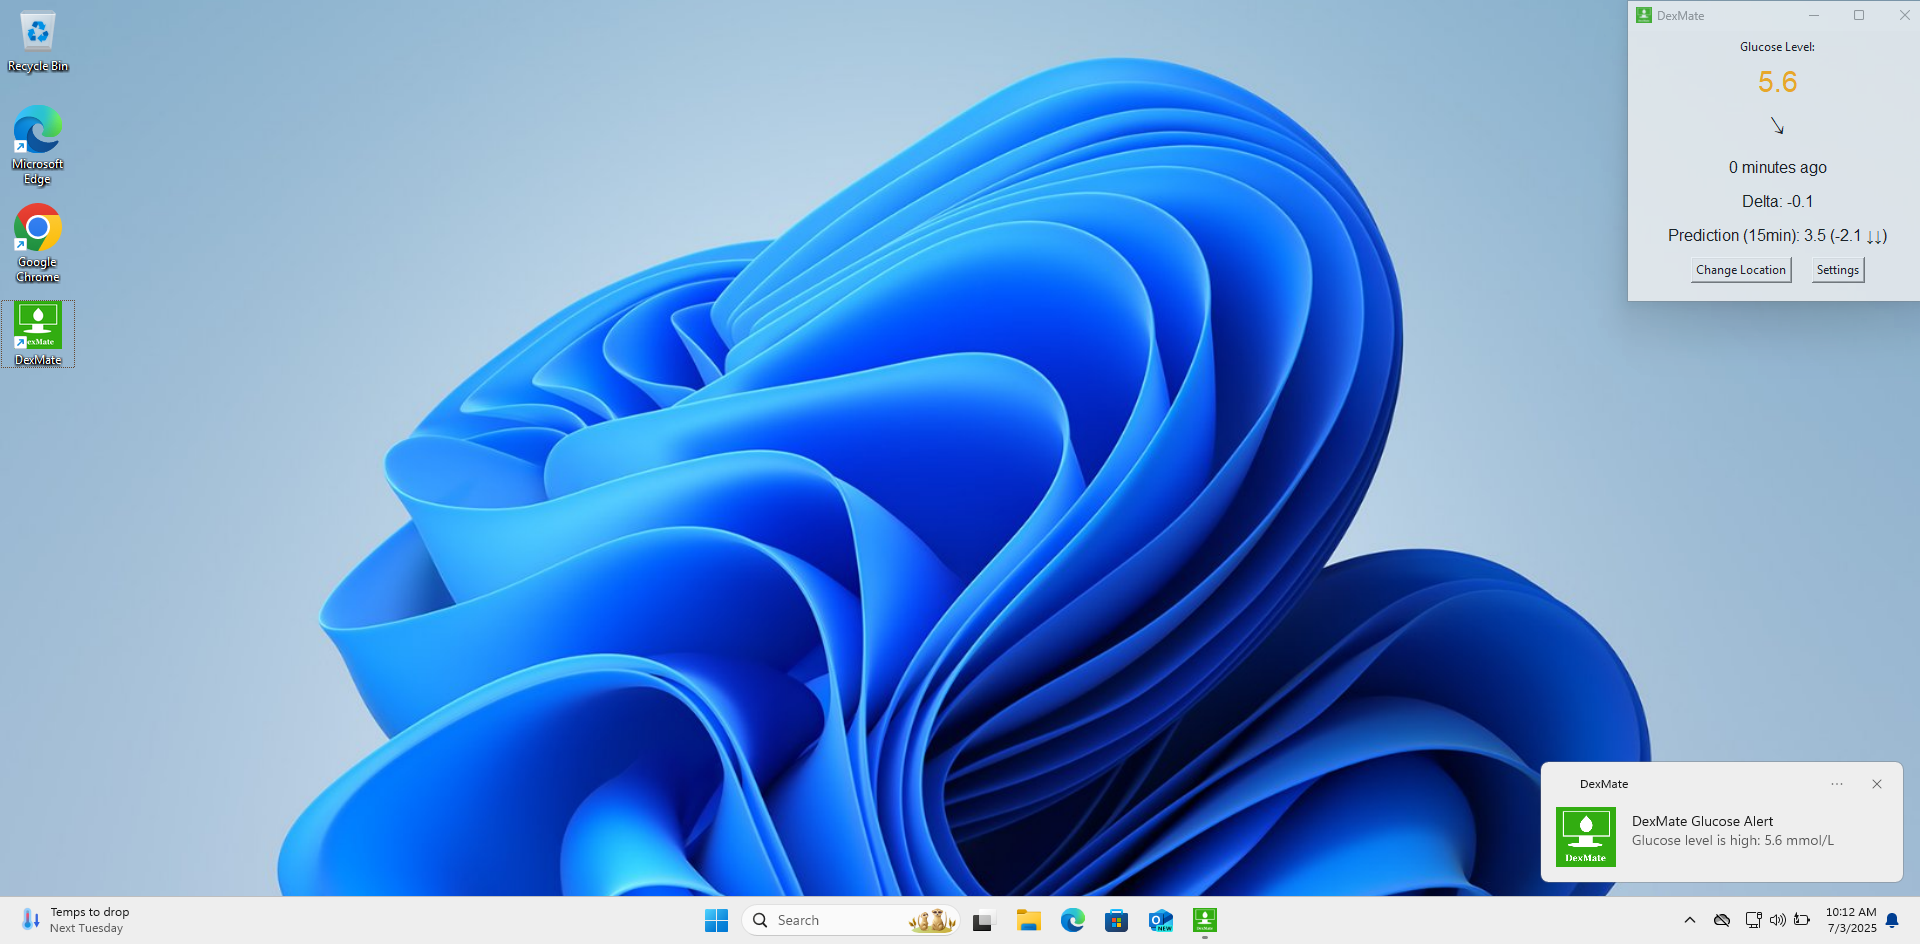 Recycle Bin
Microsoft
Edge
Google
Chrome
DexMate
DexMate
DexMate
Glucose Level:
5.6
↘
0 minutes ago
Delta: -0.1
Prediction (15min): 3.5 (-2.1 ↓↓)
Change Location
Settings
DexMate
DexMate Glucose Alert
Glucose level is high: 5.6 mmol/L
DexMate
Temps to drop
Next Tuesday
Search
NEW
10:12 AM
7/3/2025